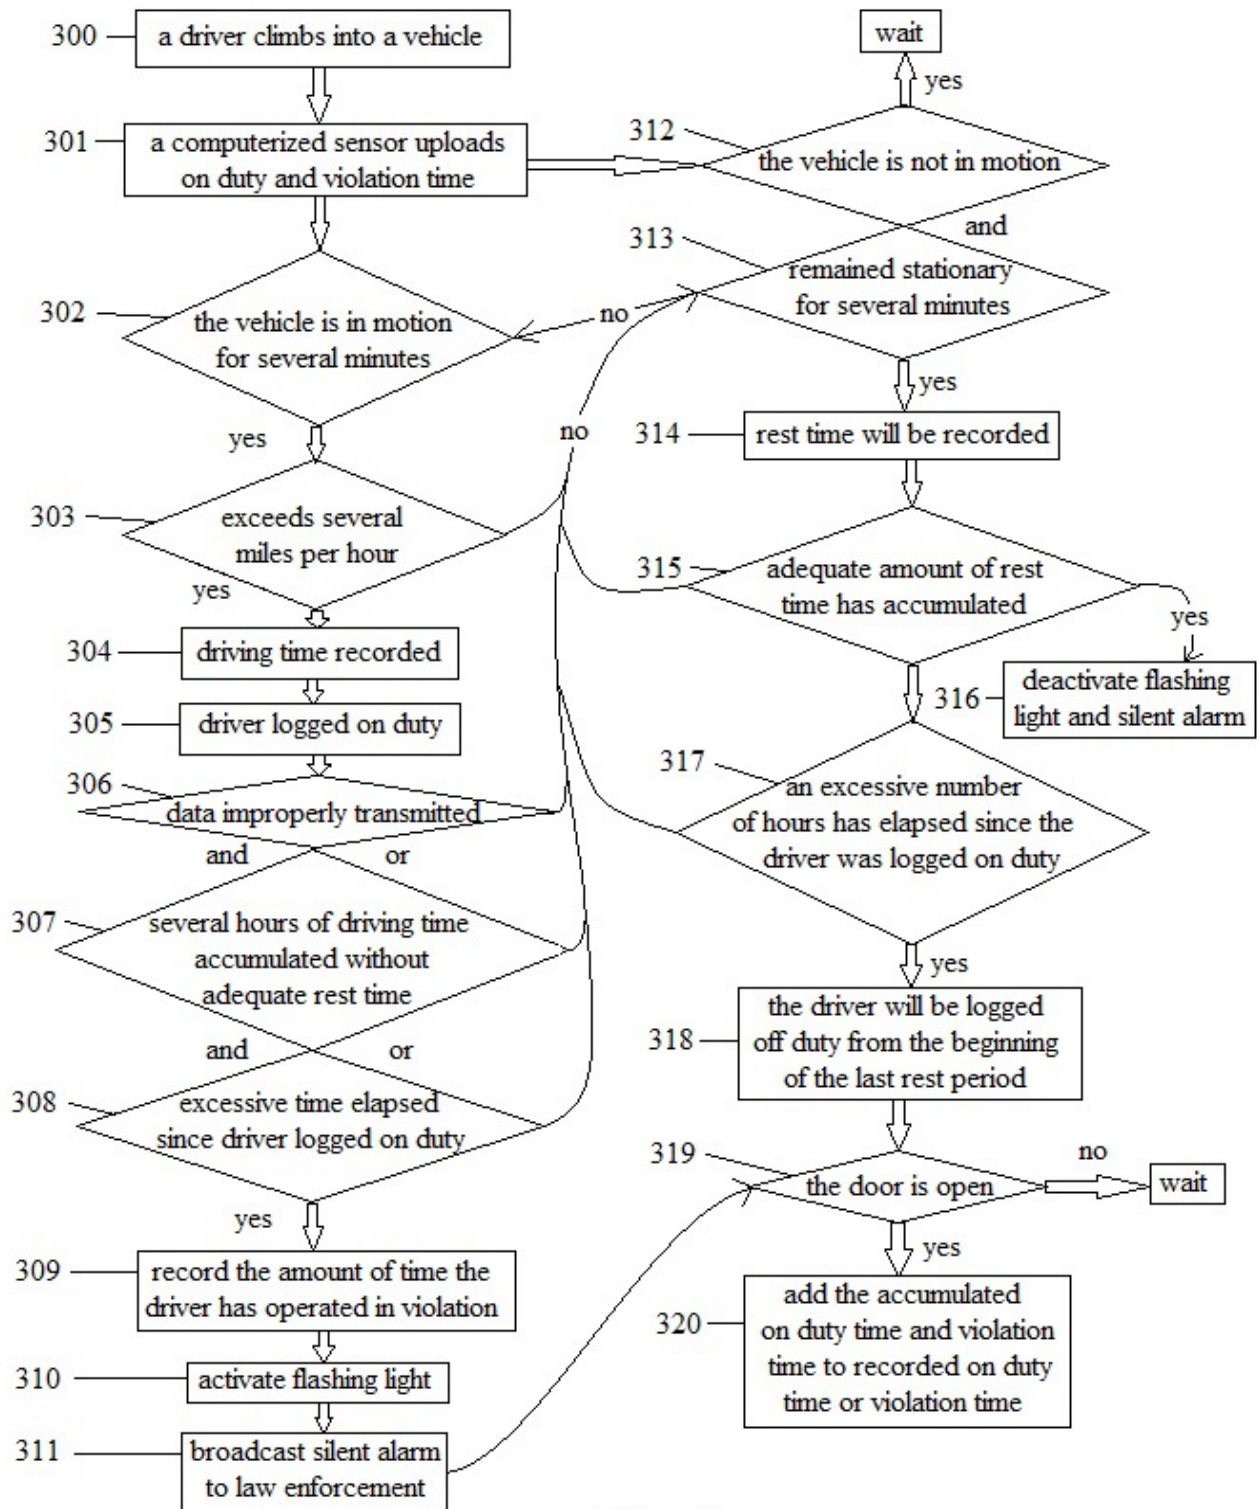 300
a driver climbs into a vehicle
301
a computerized sensor uploads
on duty and violation time
302
the vehicle is in motion
for several minutes
no
yes
303
exceeds several
miles per hour
no
yes
304
driving time recorded
305
driver logged on duty
306
data improperly transmitted
and or
307
several hours of driving time
accumulated without
adequate rest time
and or
308
excessive time elapsed
since driver logged on duty
yes
309
record the amount of time the
driver has operated in violation
310
activate flashing light
311
broadcast silent alarm
to law enforcement
wait
yes
312
the vehicle is not in motion
and
313
remained stationary
for several minutes
yes
314
rest time will be recorded
315
adequate amount of rest
time has accumulated
yes
316
deactivate flashing
light and silent alarm
317
an excessive number
of hours has elapsed since the
driver was logged on duty
yes
318
the driver will be logged
off duty from the beginning
of the last rest period
319
the door is open
no
wait
yes
320
add the accumulated
on duty time and violation
time to recorded on duty
time or violation time